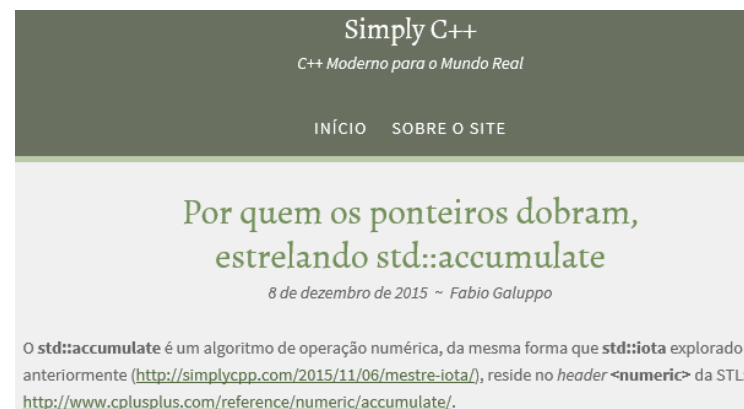 Simply C++
C++ Moderno para o Mundo Real
INÍCIO SOBRE O SITE
Por quem os ponteiros dobram,
estrelando std::accumulate
8 de dezembro de 2015 ~ Fabio Galuppo
O std::accumulate é um algoritmo de operação numérica, da mesma forma que std::iota explorado
anteriormente (http://simplycpp.com/2015/11/06/mestre-iota/), reside no header <numeric> da STL:
http://www.cplusplus.com/reference/numeric/accumulate/.